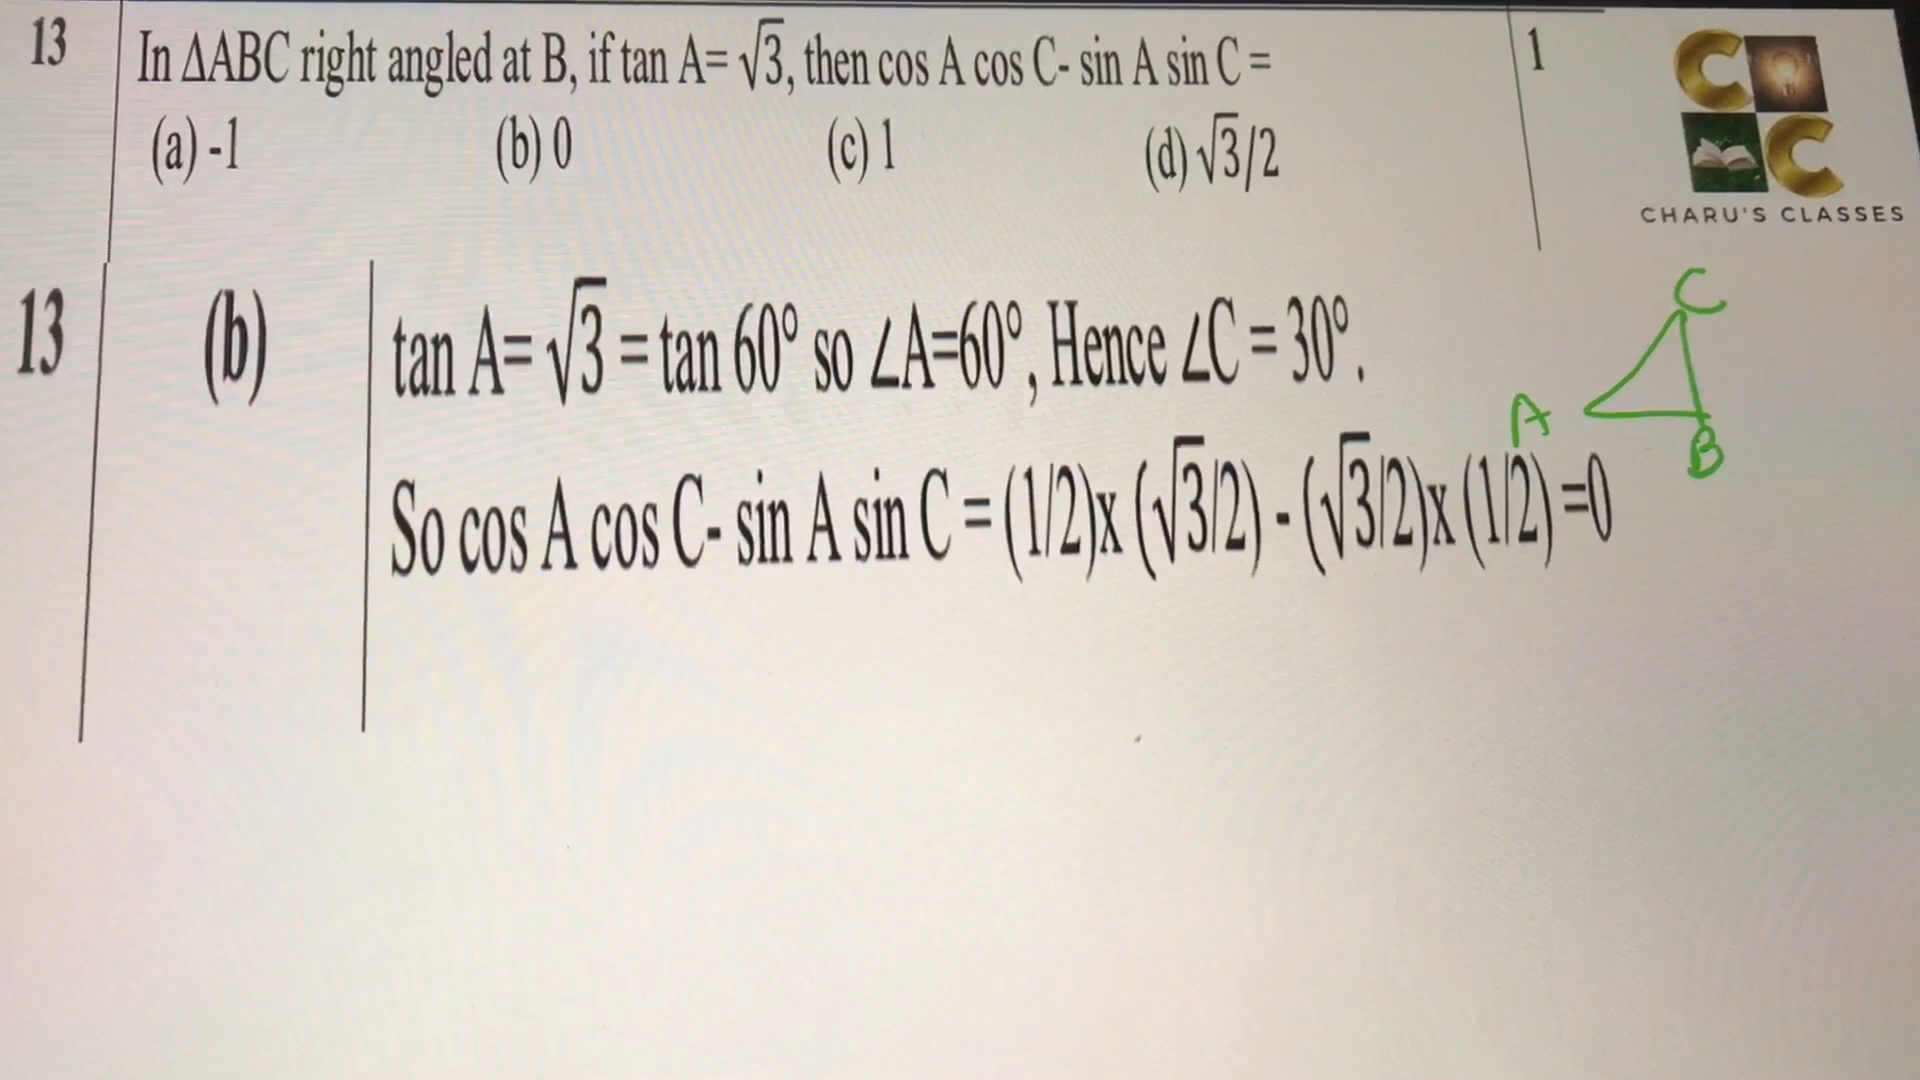 13 In ΔABC right angled at B, if tan A= √3, then cos A cos C- sin A sin C = 1
(a) -1 (b) 0 (c) 1 (d) √3/2
CHARU'S CLASSES
13 (b) tan A= √3 = tan 60° so ∠A=60°, Hence ∠C = 30°.
So cos A cos C- sin A sin C = (1/2)x (√3/2) - (√3/2)x (1/2) =0
C
A
B